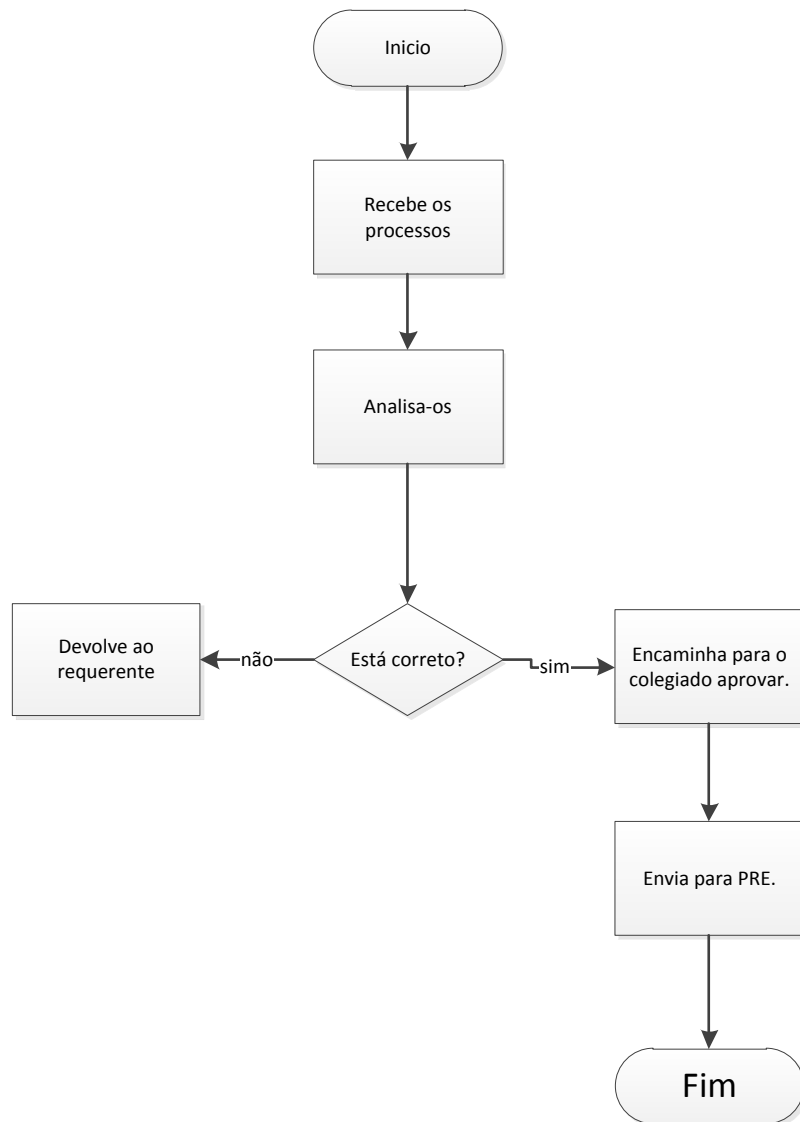 Inicio
Recebe os
processos
Analisa-os
Devolve ao
requerente
não
Está correto?
sim
Encaminha para o
colegiado aprovar.
Envia para PRE.
Fim